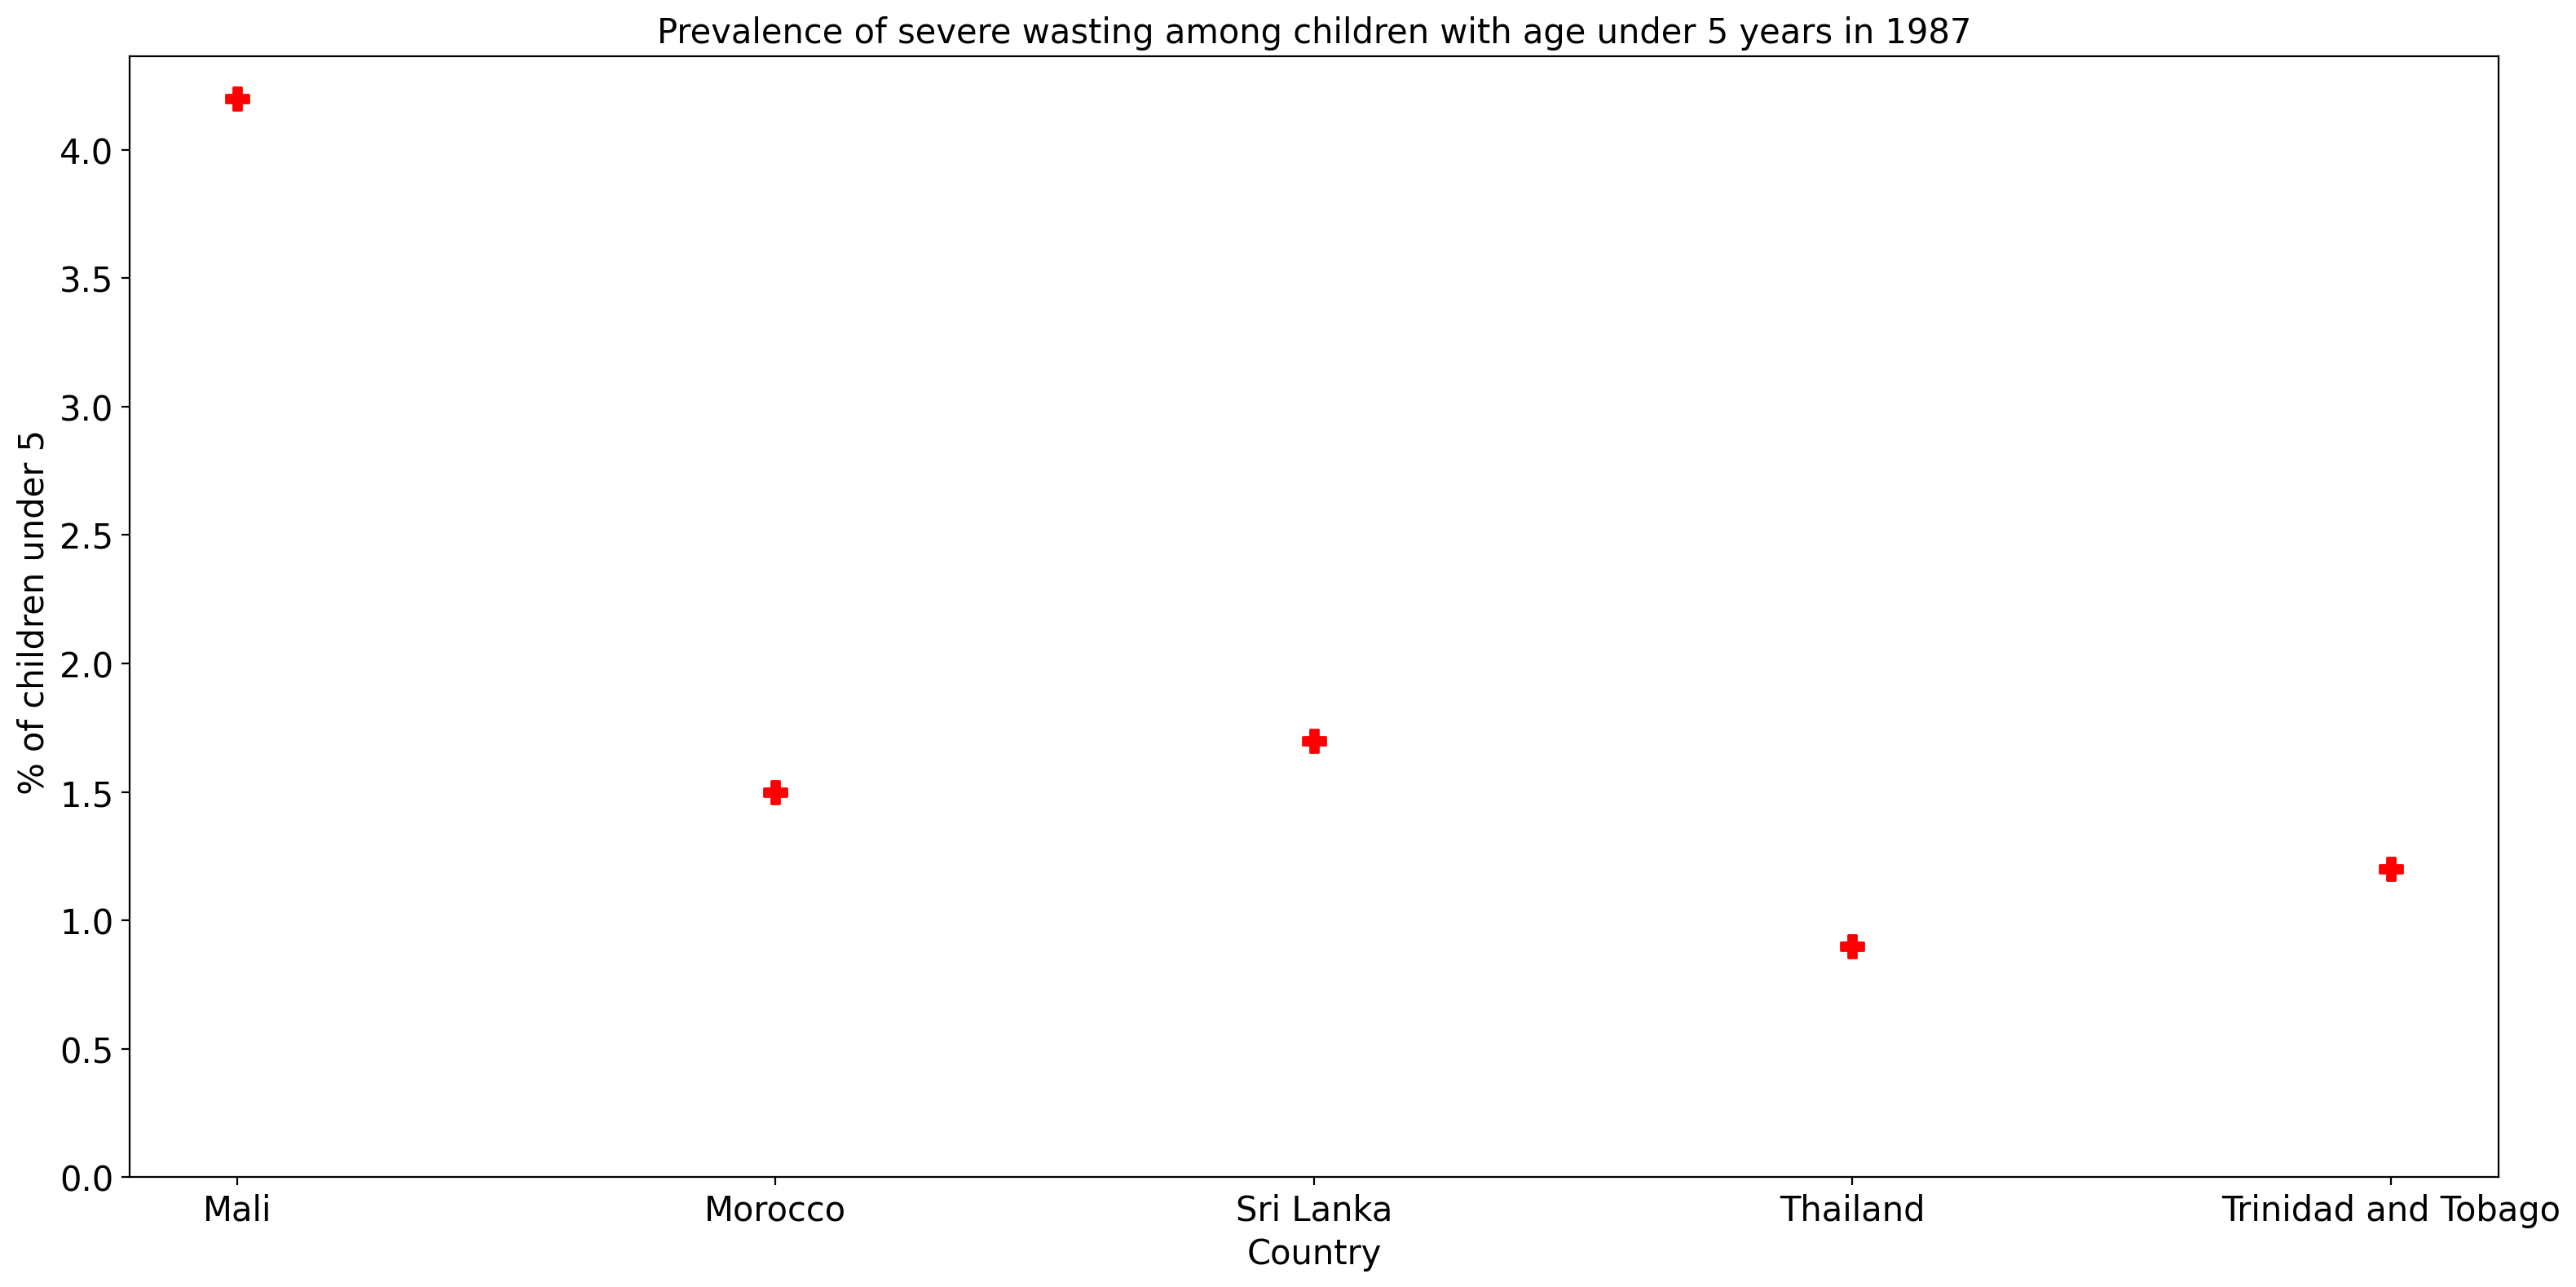 Prevalence of severe wasting among children with age under 5 years in 1987
% of children under 5
4.0
3.5
3.0
2.5
2.0
1.5
1.0
0.5
0.0
Mali Morocco Sri Lanka Thailand Trinidad and Tobago
Country